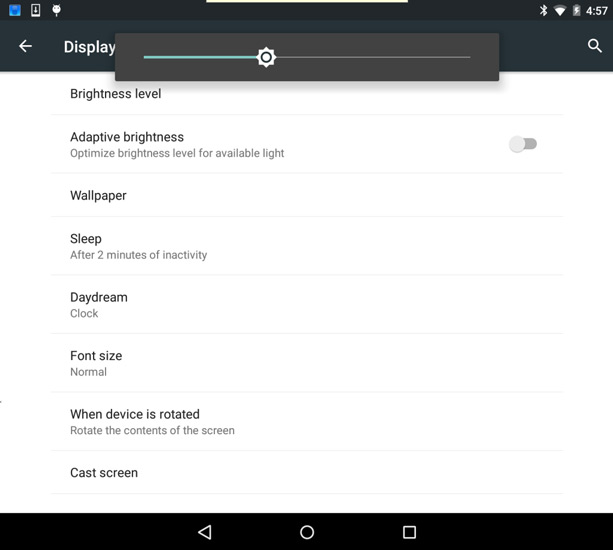 4:57
Display
Brightness level
Adaptive brightness
Optimize brightness level for available light
Wallpaper
Sleep
After 2 minutes of inactivity
Daydream
Clock
Font size
Normal
When device is rotated
Rotate the contents of the screen
Cast screen